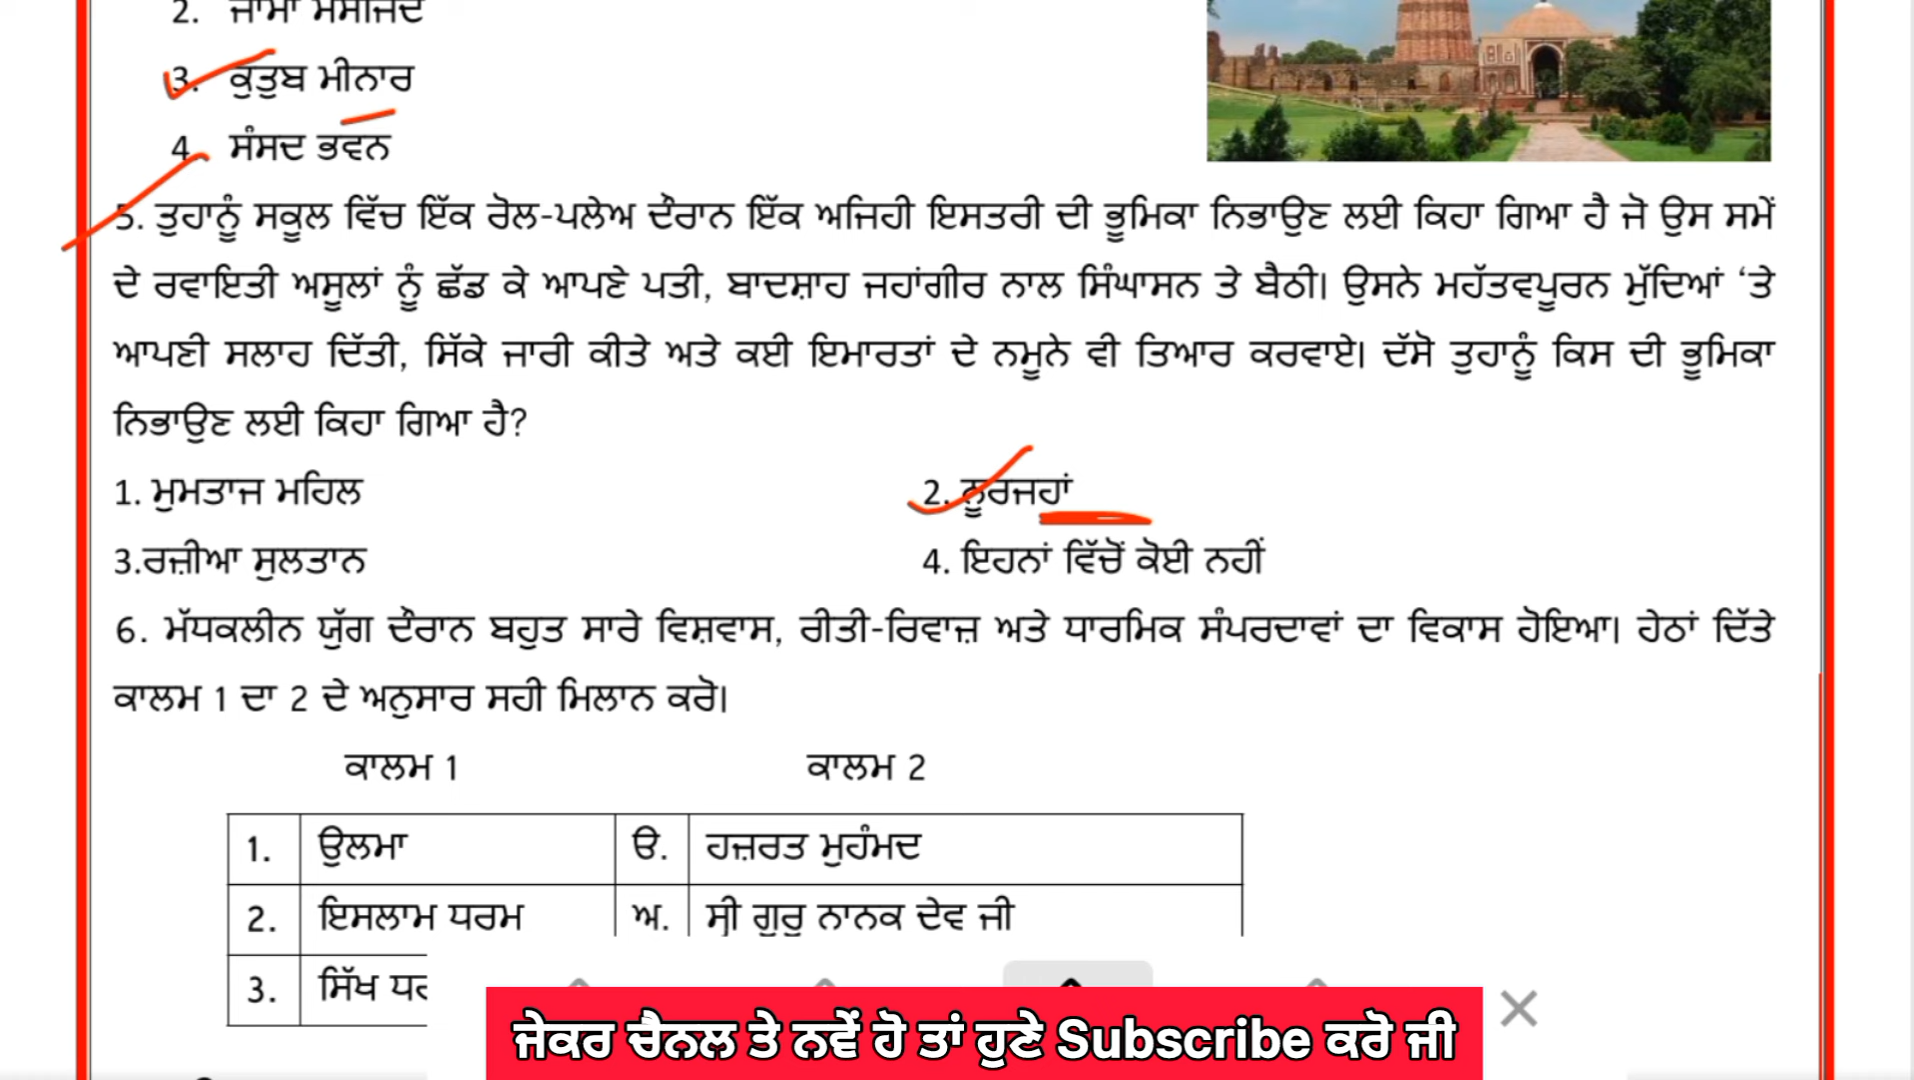 2. ਜਾਮਾ ਮਸਜਿਦ
3. ਕੁਤੁਬ ਮੀਨਾਰ
4. ਸੰਸਦ ਭਵਨ
5. ਤੁਹਾਨੂੰ ਸਕੂਲ ਵਿੱਚ ਇੱਕ ਰੋਲ-ਪਲੇਅ ਦੌਰਾਨ ਇੱਕ ਅਜਿਹੀ ਇਸਤਰੀ ਦੀ ਭੂਮਿਕਾ ਨਿਭਾਉਣ ਲਈ ਕਿਹਾ ਗਿਆ ਹੈ ਜੋ ਉਸ ਸਮੇਂ
ਦੇ ਰਵਾਇਤੀ ਅਸੂਲਾਂ ਨੂੰ ਛੱਡ ਕੇ ਆਪਣੇ ਪਤੀ, ਬਾਦਸ਼ਾਹ ਜਹਾਂਗੀਰ ਨਾਲ ਸਿੰਘਾਸਨ ਤੇ ਬੈਠੀ। ਉਸਨੇ ਮਹੱਤਵਪੂਰਨ ਮੁੱਦਿਆਂ ‘ਤੇ
ਆਪਣੀ ਸਲਾਹ ਦਿੱਤੀ, ਸਿੱਕੇ ਜਾਰੀ ਕੀਤੇ ਅਤੇ ਕਈ ਇਮਾਰਤਾਂ ਦੇ ਨਮੂਨੇ ਵੀ ਤਿਆਰ ਕਰਵਾਏ। ਦੱਸੋ ਤੁਹਾਨੂੰ ਕਿਸ ਦੀ ਭੂਮਿਕਾ
ਨਿਭਾਉਣ ਲਈ ਕਿਹਾ ਗਿਆ ਹੈ?
1. ਮੁਮਤਾਜ ਮਹਿਲ 2. ਨੂਰਜਹਾਂ
3.ਰਜ਼ੀਆ ਸੁਲਤਾਨ 4. ਇਹਨਾਂ ਵਿੱਚੋਂ ਕੋਈ ਨਹੀਂ
6. ਮੱਧਕਲੀਨ ਯੁੱਗ ਦੌਰਾਨ ਬਹੁਤ ਸਾਰੇ ਵਿਸ਼ਵਾਸ, ਰੀਤੀ-ਰਿਵਾਜ਼ ਅਤੇ ਧਾਰਮਿਕ ਸੰਪਰਦਾਵਾਂ ਦਾ ਵਿਕਾਸ ਹੋਇਆ। ਹੇਠਾਂ ਦਿੱਤੇ
ਕਾਲਮ 1 ਦਾ 2 ਦੇ ਅਨੁਸਾਰ ਸਹੀ ਮਿਲਾਨ ਕਰੋ।
ਕਾਲਮ 1 ਕਾਲਮ 2
1. ਉਲਮਾ ੳ. ਹਜ਼ਰਤ ਮੁਹੰਮਦ
2. ਇਸਲਾਮ ਧਰਮ ਅ. ਸ੍ਰੀ ਗੁਰੂ ਨਾਨਕ ਦੇਵ ਜੀ
3. ਸਿੱਖ
ਜੇਕਰ ਚੈਨਲ ਤੇ ਨਵੇਂ ਹੋ ਤਾਂ ਹੁਣੇ Subscribe ਕਰੋ ਜੀ